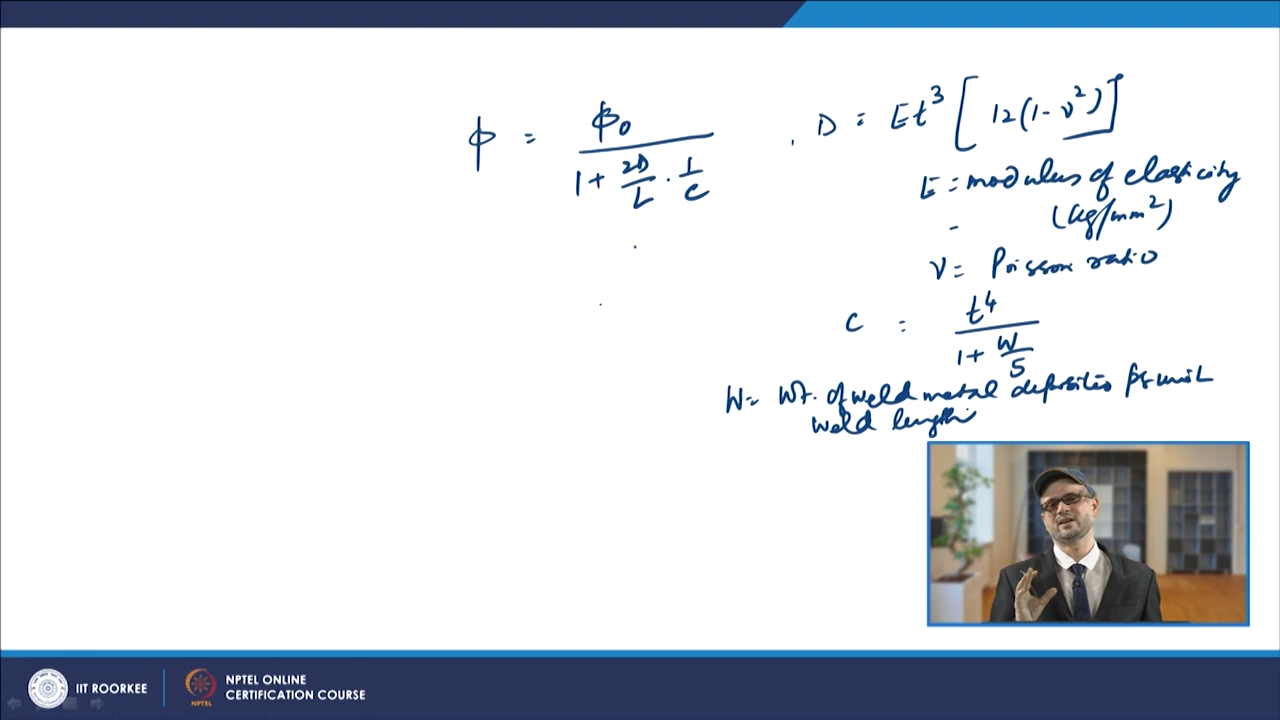 φ = φ₀ / (1 + 2D/L · 1/C) , D = Et³ [12(1-ν²)]
E = modulus of elasticity
(kg/mm²)
ν = Poisson ratio
C = t⁴ / (1 + W/5)
W = Wt. of weld metal deposited per unit
weld length
IIT ROORKEE
NPTEL
NPTEL ONLINE
CERTIFICATION COURSE